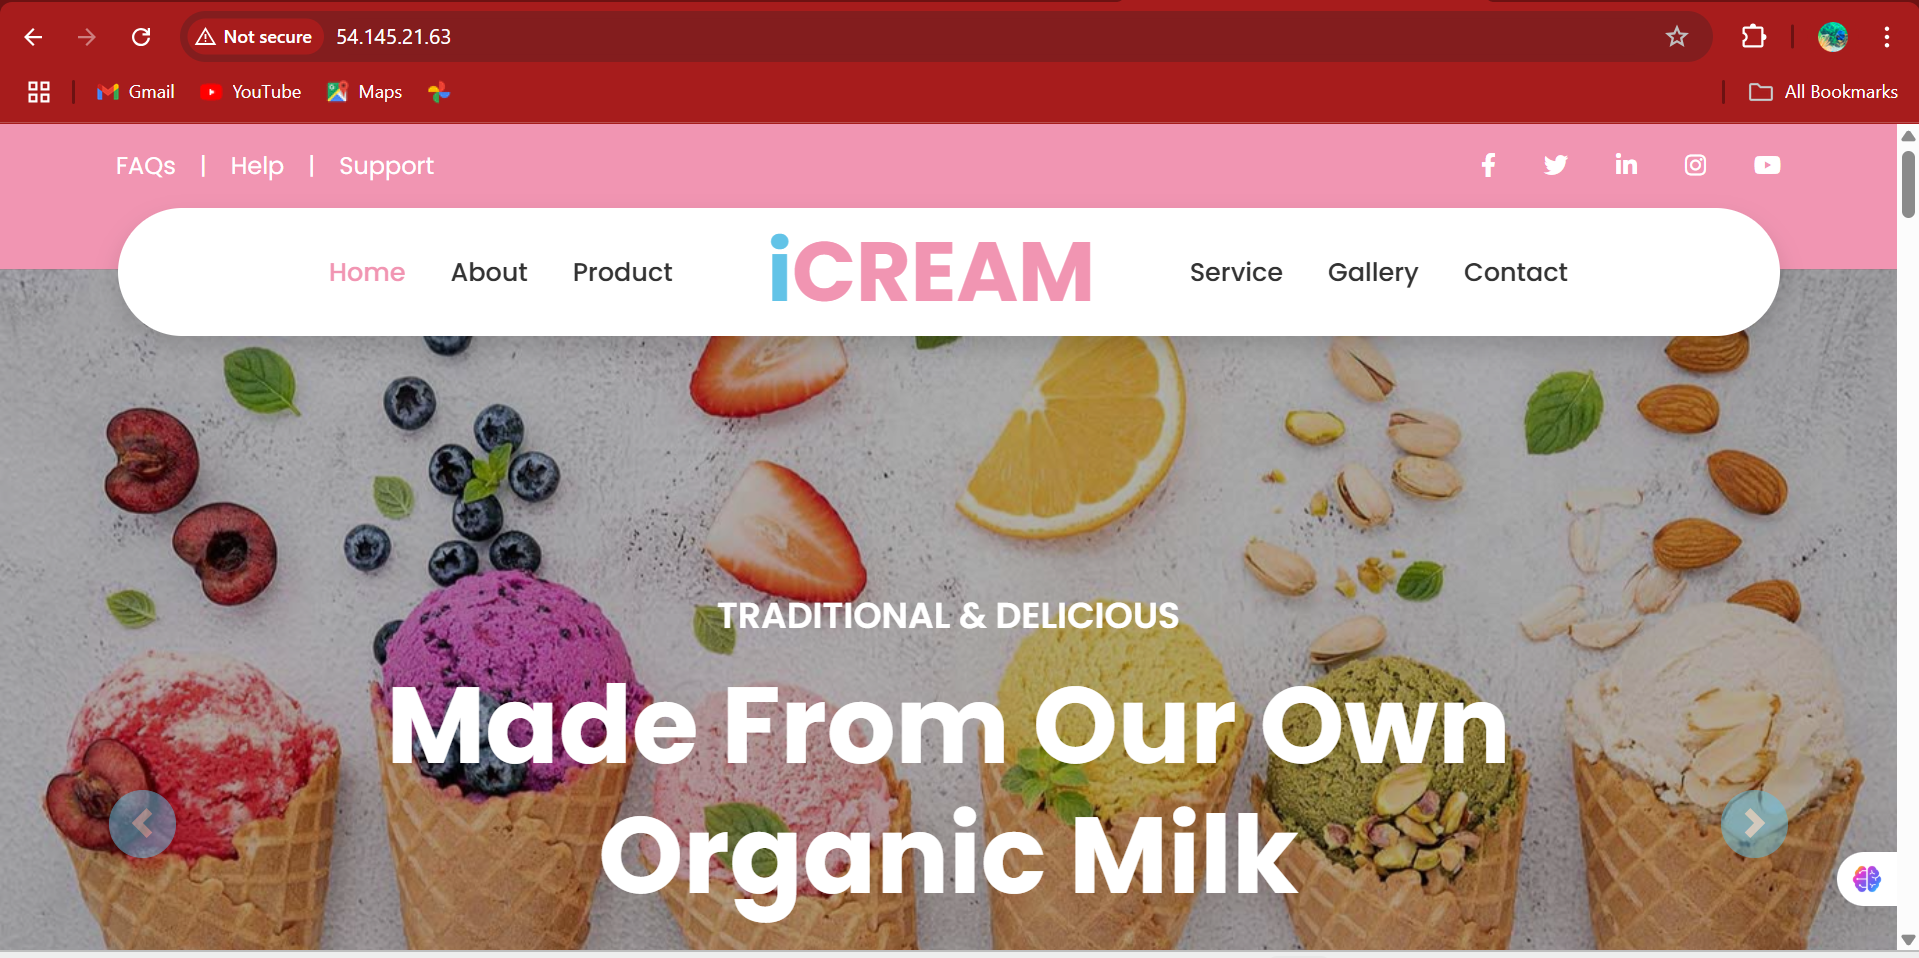 Not secure 54.145.21.63
Gmail YouTube Maps All Bookmarks
FAQs | Help | Support
Home About Product iCREAM Service Gallery Contact
TRADITIONAL & DELICIOUS
Made From Our Own
Organic Milk